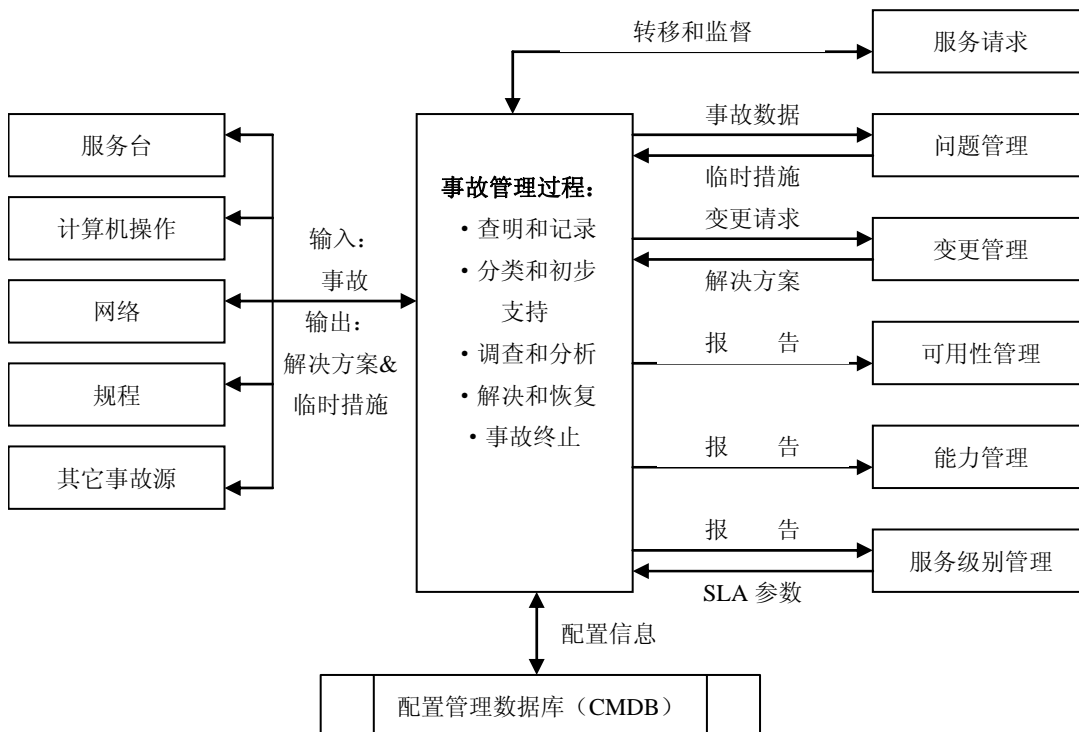 转移和监督
服务请求
服务台
计算机操作
网络
规程
其它事故源
输入：
事故
输出：
解决方案&
临时措施
事故管理过程：
·查明和记录
·分类和初步
支持
·调查和分析
·解决和恢复
·事故终止
事故数据
临时措施
问题管理
变更请求
解决方案
变更管理
报 告
可用性管理
报 告
能力管理
报 告
SLA 参数
服务级别管理
配置信息
配置管理数据库（CMDB）